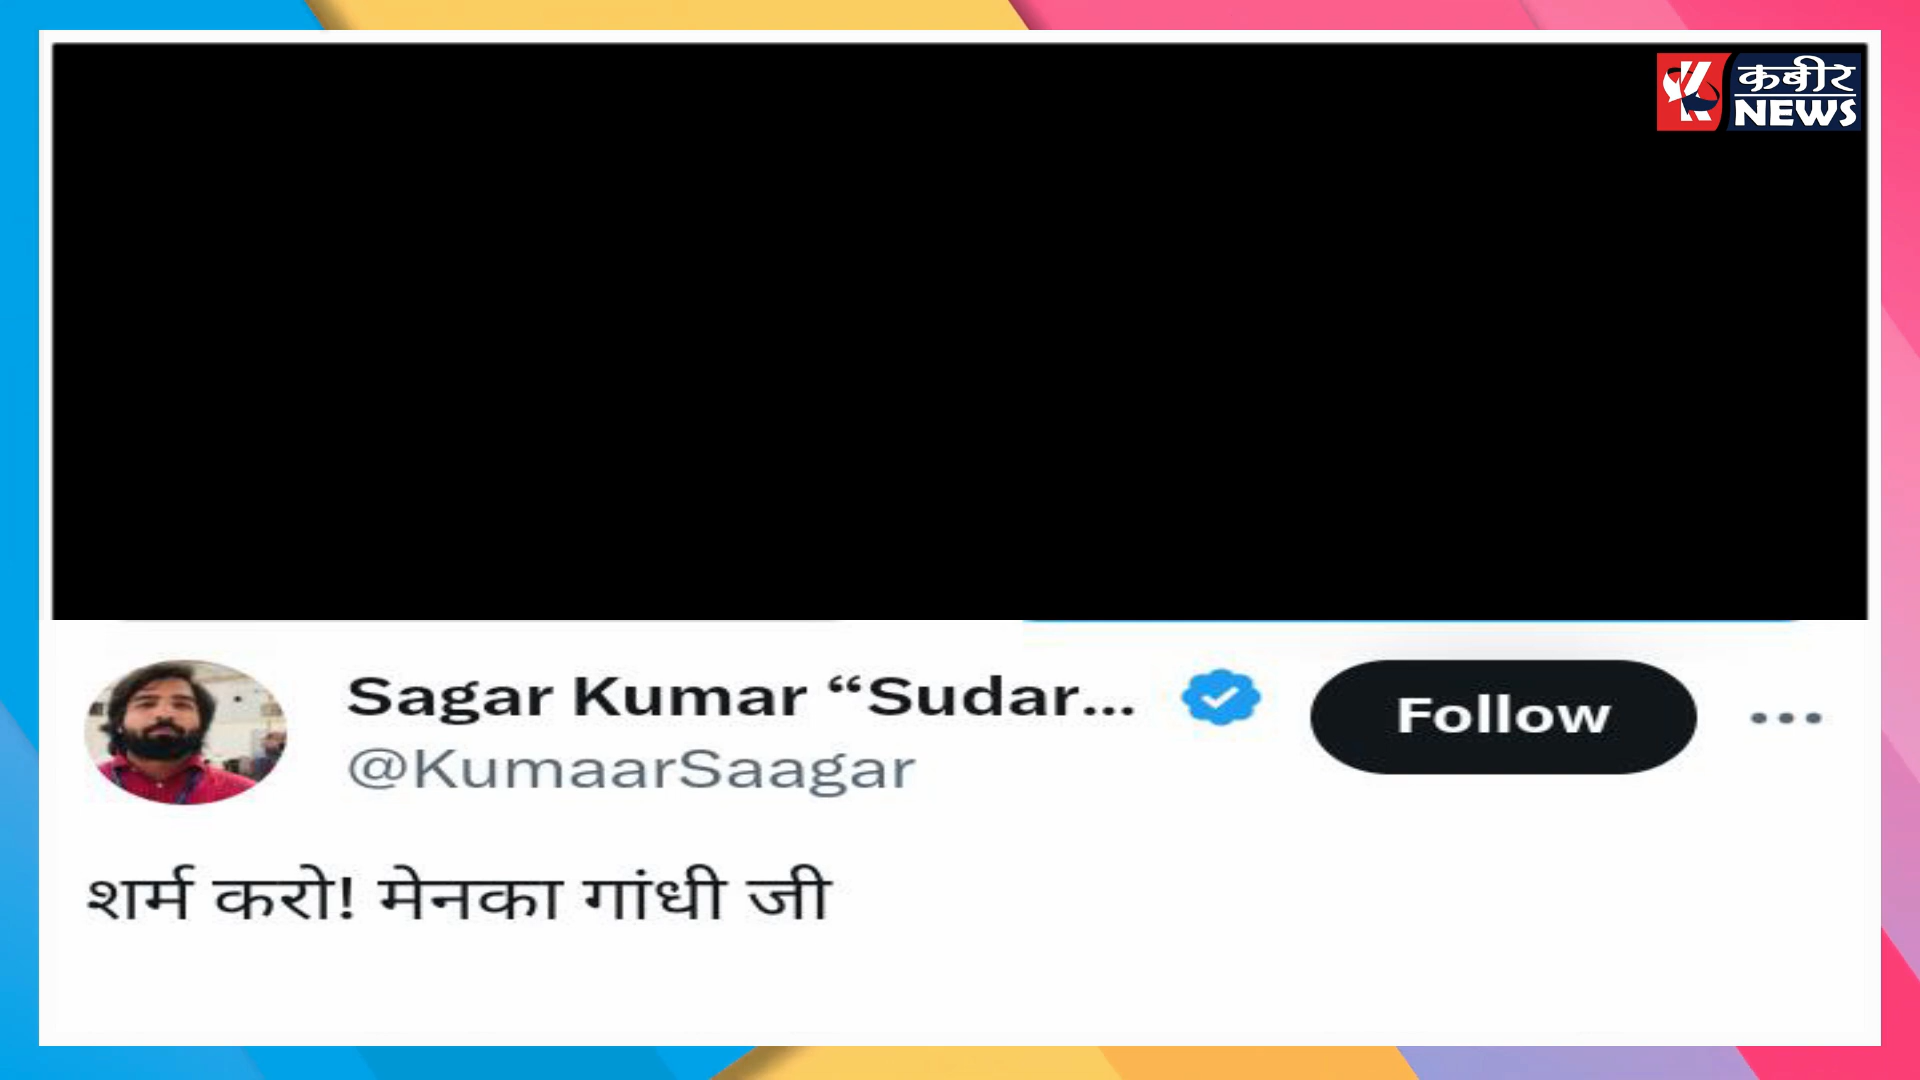 कबीर
NEWS
Sagar Kumar “Sudar...
@KumaarSaagar
Follow
शर्म करो! मेनका गांधी जी